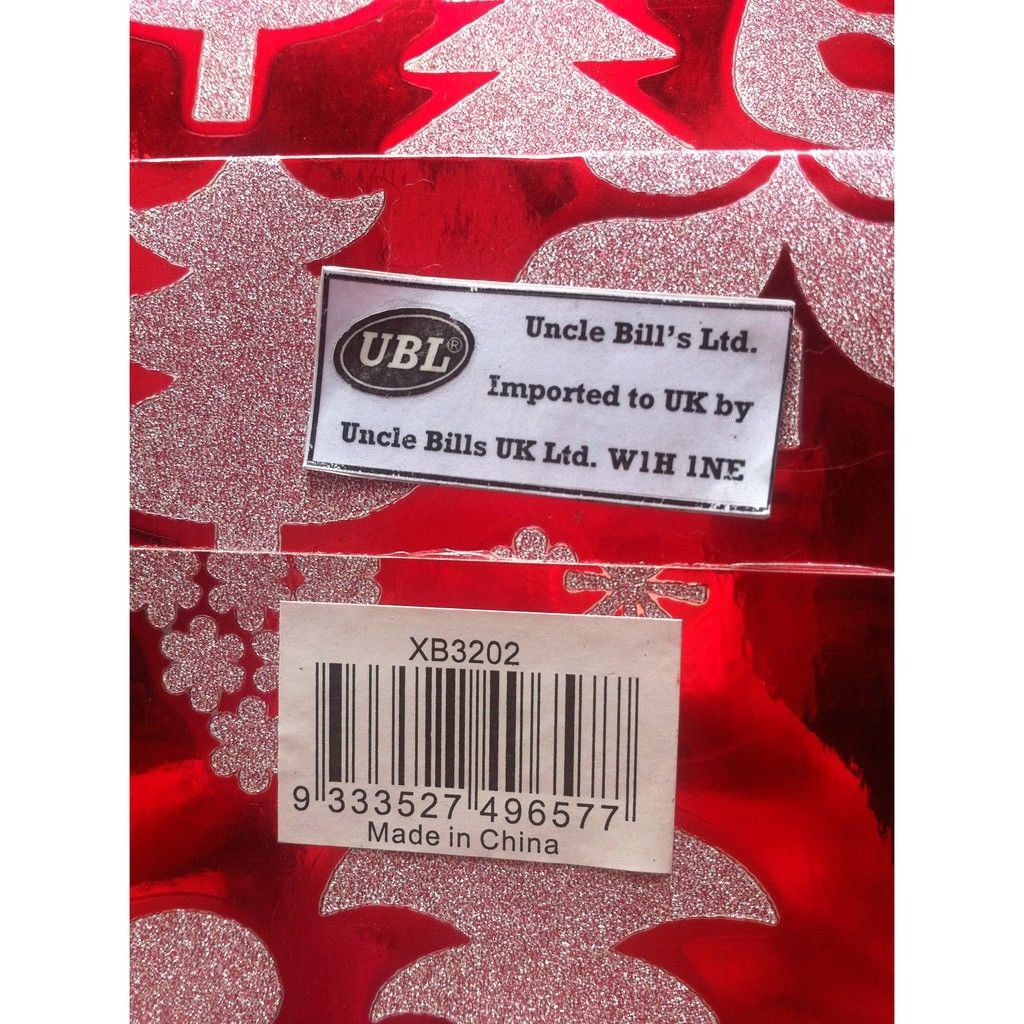 UBL®
Uncle Bill's Ltd.
Imported to UK by
Uncle Bills UK Ltd. W1H 1NE
XB3202
9 333527 496577
Made in China